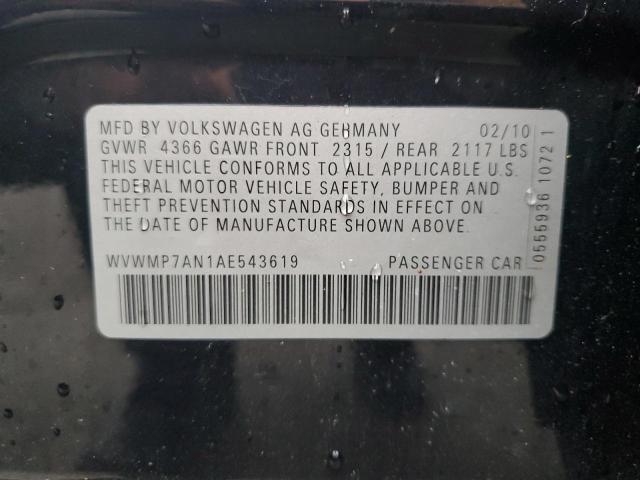 MFD BY VOLKSWAGEN AG GERMANY 02/10
GVWR 4366 GAWR FRONT 2315 / REAR 2117 LBS
THIS VEHICLE CONFORMS TO ALL APPLICABLE U.S.
FEDERAL MOTOR VEHICLE SAFETY, BUMPER AND
THEFT PREVENTION STANDARDS IN EFFECT ON
THE DATE OF MANUFACTURE SHOWN ABOVE.
WVWMP7AN1AE543619 PASSENGER CAR
0555936 1072 1